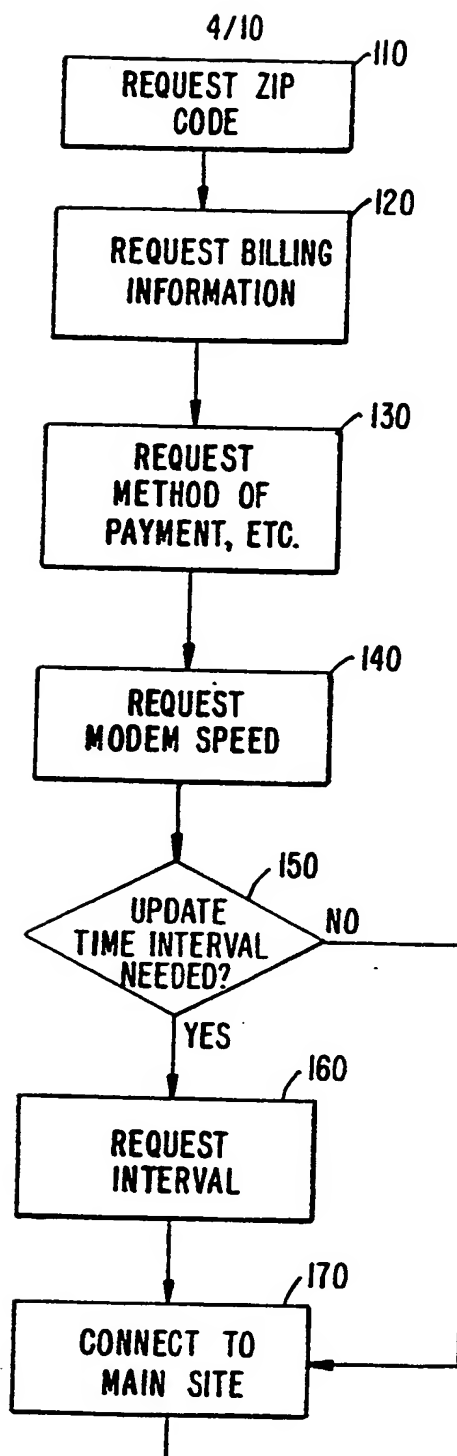 4/10
110
REQUEST ZIP
CODE
120
REQUEST BILLING
INFORMATION
130
REQUEST
METHOD OF
PAYMENT, ETC.
140
REQUEST
MODEM SPEED
150
UPDATE
TIME INTERVAL
NEEDED?
NO
YES
160
REQUEST
INTERVAL
170
CONNECT TO
MAIN SITE